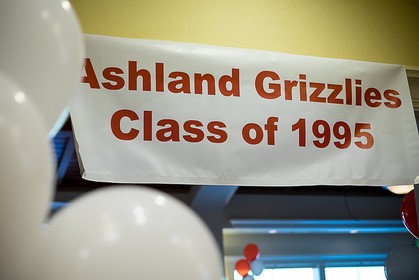 Ashland Grizzlies
Class of 1995